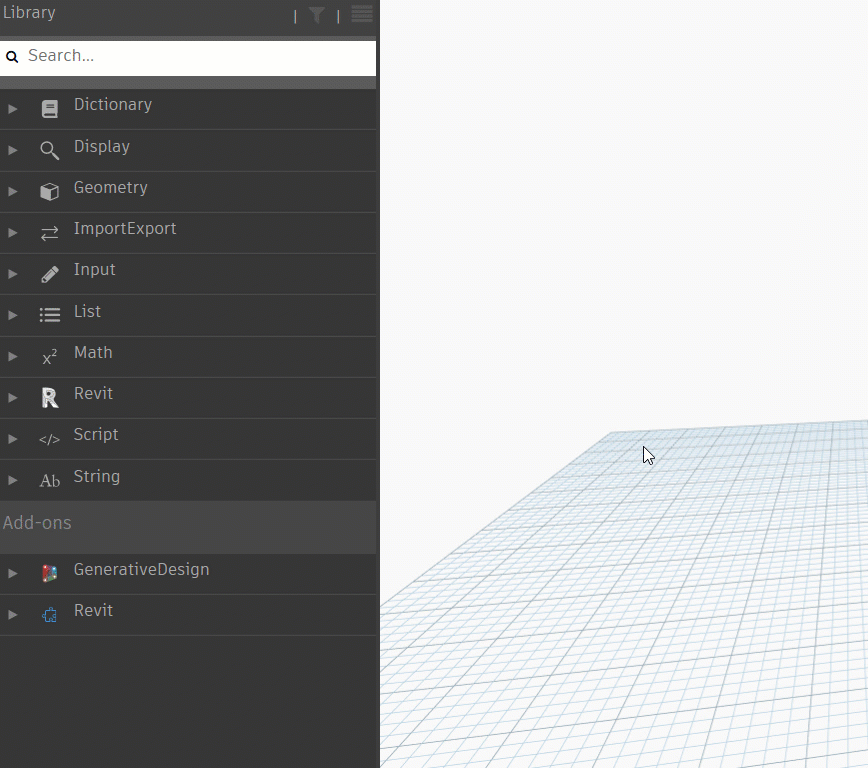 Library
Search...
Dictionary
Display
Geometry
ImportExport
Input
List
Math
Revit
Script
String
Add-ons
GenerativeDesign
Revit